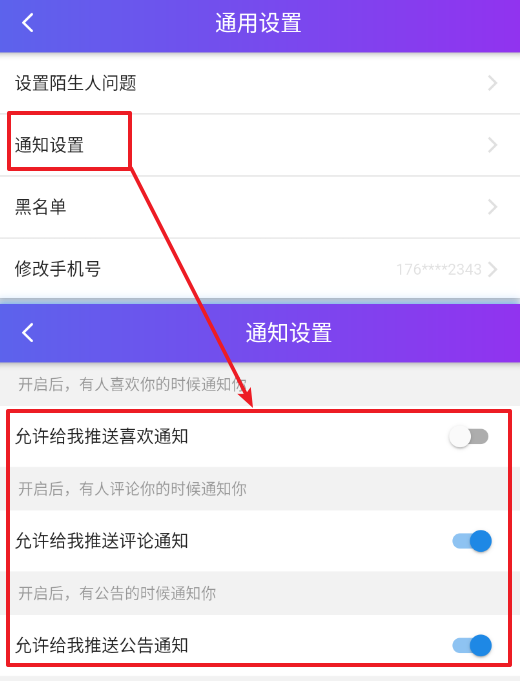 通用设置
设置陌生人问题
通知设置
黑名单
修改手机号 176****2343
通知设置
开启后，有人喜欢你的时候通知你
允许给我推送喜欢通知
开启后，有人评论你的时候通知你
允许给我推送评论通知
开启后，有公告的时候通知你
允许给我推送公告通知